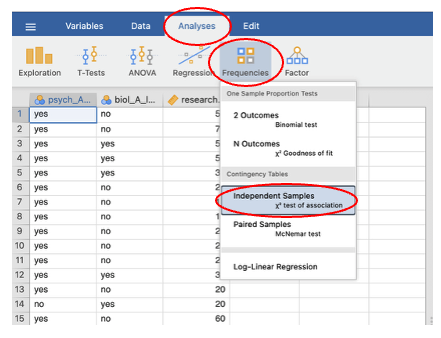 Variables Data Analyses Edit
Exploration T-Tests ANOVA Regression Frequencies Factor
psych_A... biol_A_l... research.
One Sample Proportion Tests
2 Outcomes
Binomial test
N Outcomes
χ² Goodness of fit
Contingency Tables
Independent Samples
χ² test of association
Paired Samples
McNemar test
Log-Linear Regression
1 yes no 5
2 yes no 7
3 yes yes 5
4 yes yes 5
5 yes yes 3
6 yes no 2
7 yes no
8 yes no 1
9 yes no 2
10 yes no 2
11 yes no 2
12 yes yes 3
13 yes no 20
14 no yes 20
15 yes no 60